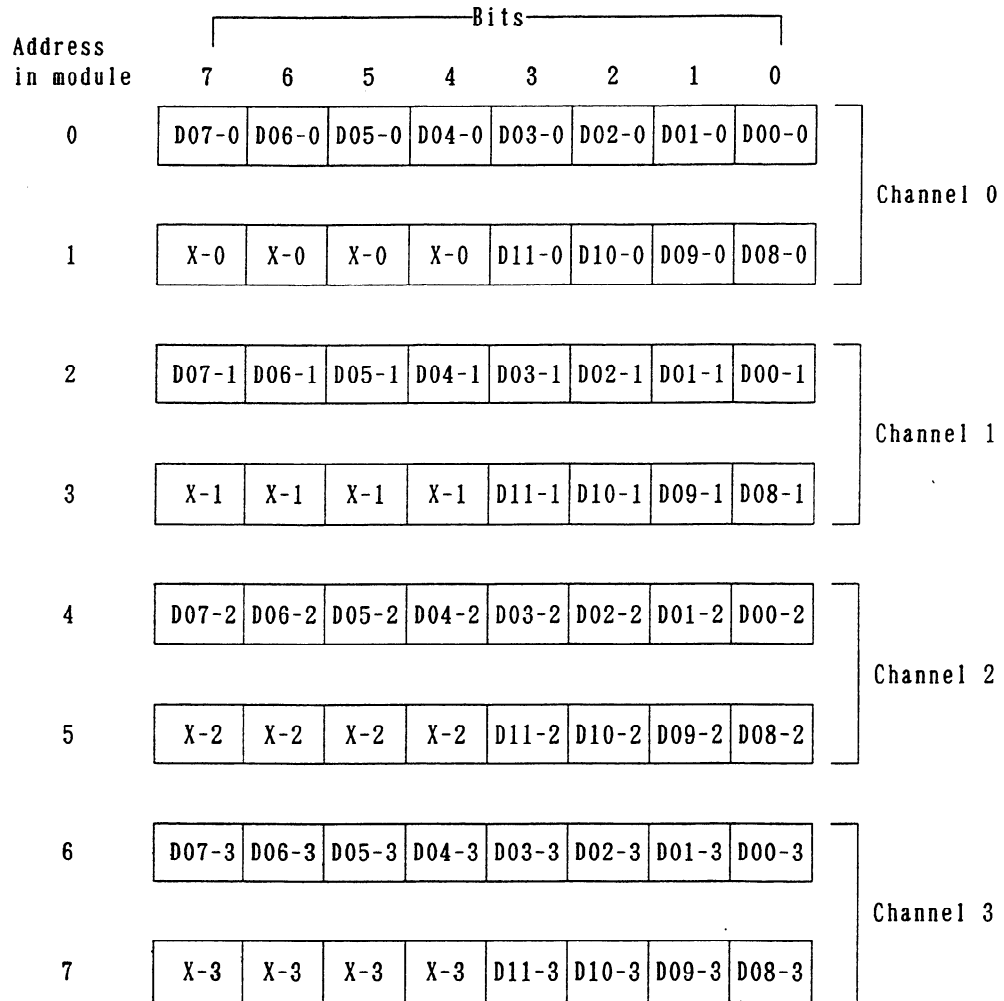 Bits
Address
in module 7 6 5 4 3 2 1 0
0 D07-0 D06-0 D05-0 D04-0 D03-0 D02-0 D01-0 D00-0
Channel 0
1 X-0 X-0 X-0 X-0 D11-0 D10-0 D09-0 D08-0
2 D07-1 D06-1 D05-1 D04-1 D03-1 D02-1 D01-1 D00-1
Channel 1
3 X-1 X-1 X-1 X-1 D11-1 D10-1 D09-1 D08-1
4 D07-2 D06-2 D05-2 D04-2 D03-2 D02-2 D01-2 D00-2
Channel 2
5 X-2 X-2 X-2 X-2 D11-2 D10-2 D09-2 D08-2
6 D07-3 D06-3 D05-3 D04-3 D03-3 D02-3 D01-3 D00-3
Channel 3
7 X-3 X-3 X-3 X-3 D11-3 D10-3 D09-3 D08-3